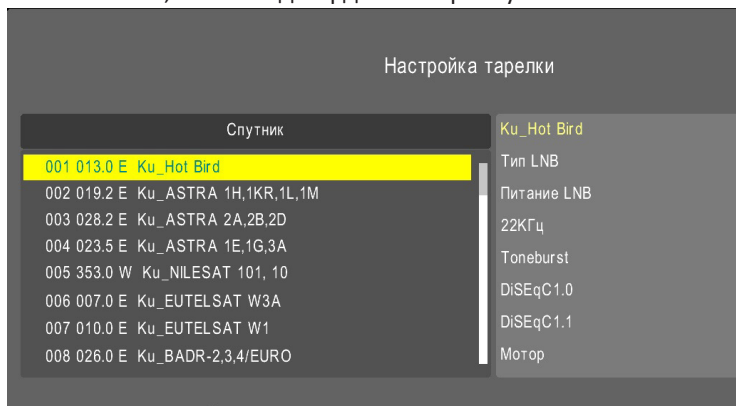 Настройка тарелки
Спутник
001 013.0 E Ku_Hot Bird
002 019.2 E Ku_ASTRA 1H,1KR,1L,1M
003 028.2 E Ku_ASTRA 2A,2B,2D
004 023.5 E Ku_ASTRA 1E,1G,3A
005 353.0 W Ku_NILESAT 101, 10
006 007.0 E Ku_EUTELSAT W3A
007 010.0 E Ku_EUTELSAT W1
008 026.0 E Ku_BADR-2,3,4/EURO
Ku_Hot Bird
Тип LNB
Питание LNB
22КГц
Toneburst
DiSEqC1.0
DiSEqC1.1
Мотор